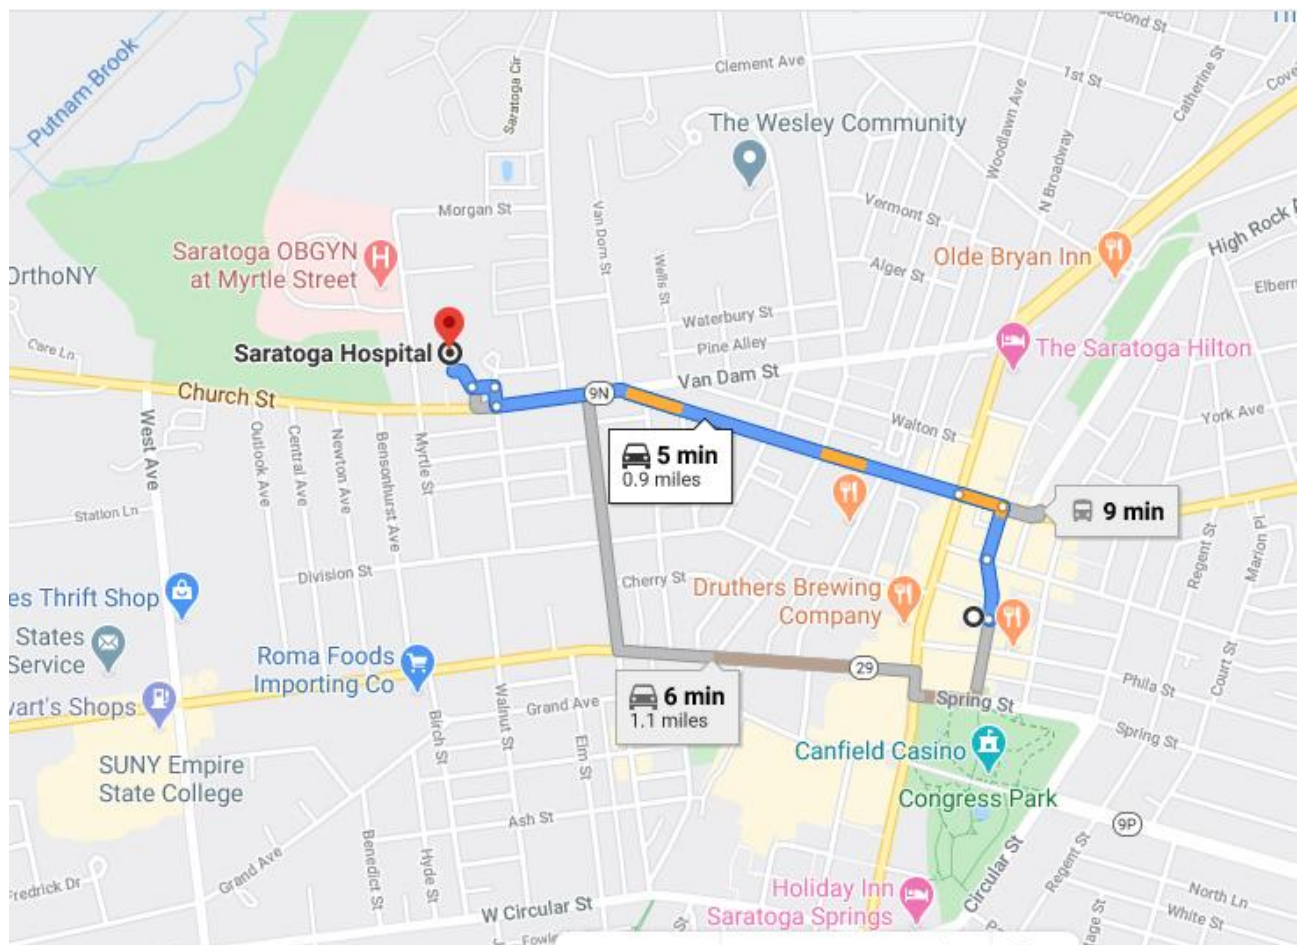 Second St
Clement Ave
1st St
Catherine St
Putnam Brook
Saratoga Cir
Woodlawn Ave
The Wesley Community
N Broadway
Morgan St
Van Dorn St
Vermont St
High Rock
Saratoga OBGYN
at Myrtle Street
H
Olde Bryan Inn
OrthoNY
Wells St
Alger St
Waterbury St
Pine Alley
Saratoga Hospital
The Saratoga Hilton
Care Ln
Van Dam St
Church St
9N
York Ave
West Ave
Outlook Ave
Central Ave
Newton Ave
Bensonhurst Ave
Myrtle St
Walton St
5 min
0.9 miles
9 min
Station Ln
Regent St
Marion Pl
Division St
Cherry St
Druthers Brewing
Company
es Thrift Shop
States
Service
Roma Foods
Importing Co
29
6 min
1.1 miles
Phila St
Court St
Spring St
Spring St
wart's Shops
Birch St
Walnut St
Grand Ave
Elm St
Canfield Casino
SUNY Empire
State College
Congress Park
9P
Ash St
Grand Ave
Benedict St
Hyde St
Circular St
Regent St
Fredrick Dr
Holiday Inn
Saratoga Springs
North Ln
White St
W Circular St